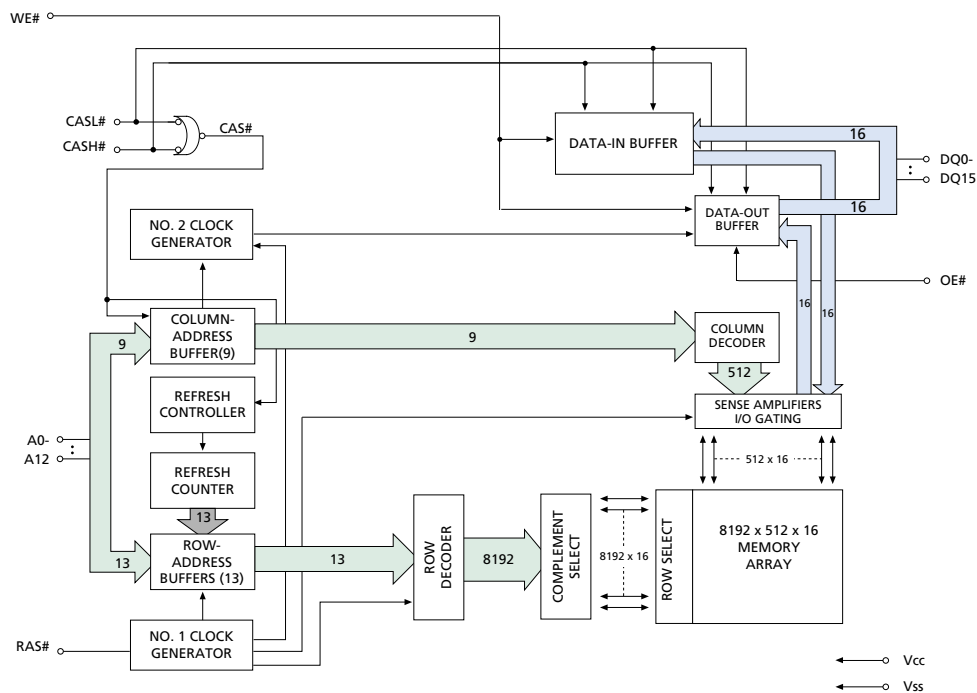 WE#
CASL#
CASH#
CAS#
DATA-IN BUFFER
16
DQ0-
:
DQ15
16
DATA-OUT
BUFFER
NO. 2 CLOCK
GENERATOR
OE#
16
16
COLUMN-
ADDRESS
BUFFER(9)
9
9
COLUMN
DECODER
512
REFRESH
CONTROLLER
SENSE AMPLIFIERS
I/O GATING
A0-
:
A12
512 x 16
REFRESH
COUNTER
13
ROW-
ADDRESS
BUFFERS (13)
13
13
ROW
DECODER
8192
COMPLEMENT
SELECT
8192 x 16
ROW SELECT
8192 x 512 x 16
MEMORY
ARRAY
RAS#
NO. 1 CLOCK
GENERATOR
Vcc
Vss